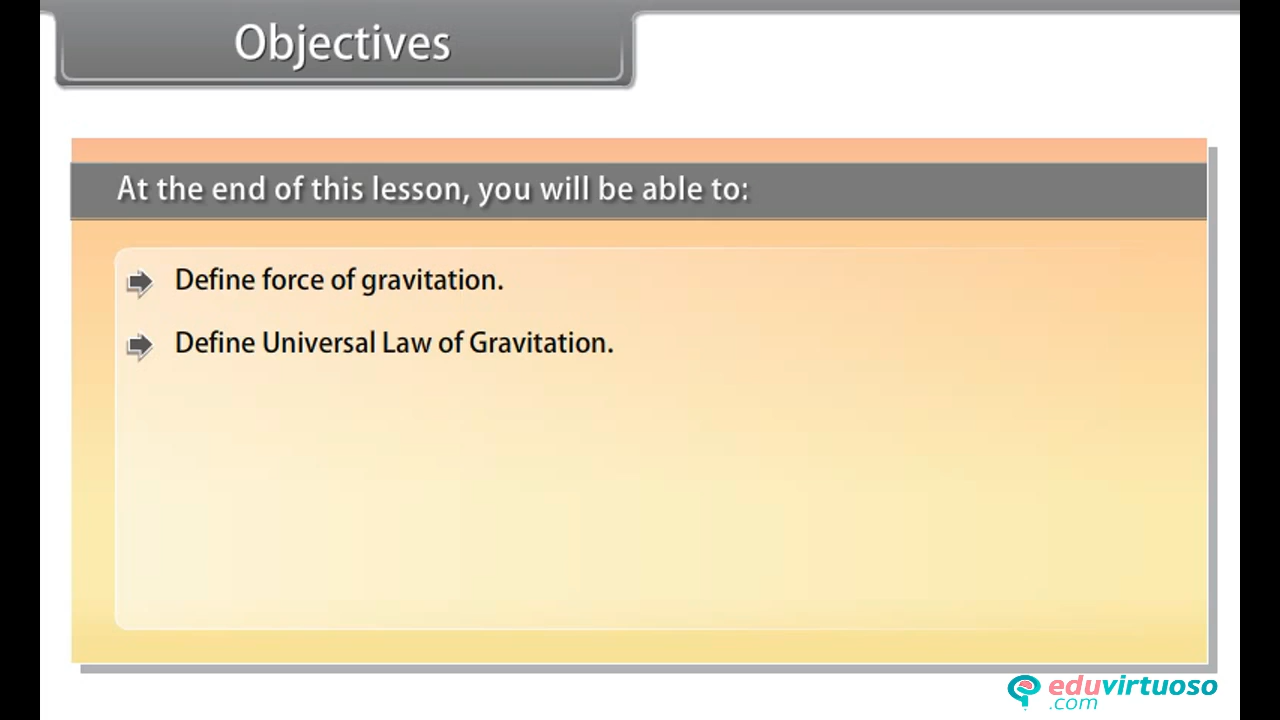 Objectives
At the end of this lesson, you will be able to:
Define force of gravitation.
Define Universal Law of Gravitation.
eduvirtuoso
.com